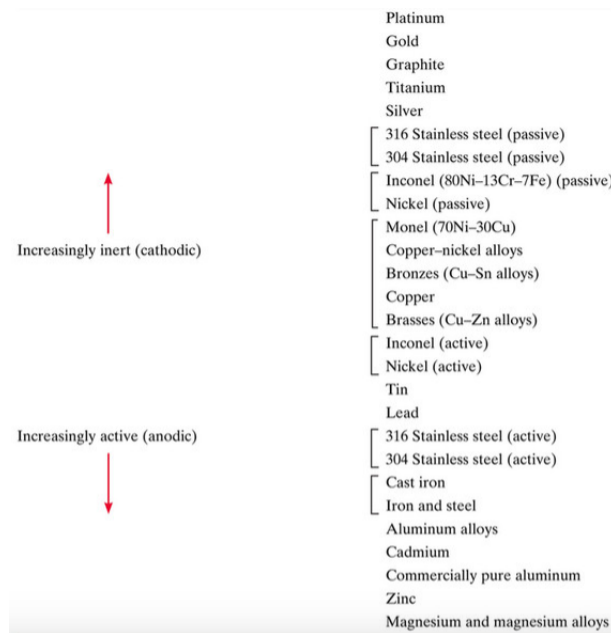 Platinum
Gold
Graphite
Titanium
Silver
316 Stainless steel (passive)
304 Stainless steel (passive)
Inconel (80Ni–13Cr–7Fe) (passive)
Nickel (passive)
Monel (70Ni–30Cu)
Increasingly inert (cathodic)
Copper–nickel alloys
Bronzes (Cu–Sn alloys)
Copper
Brasses (Cu–Zn alloys)
Inconel (active)
Nickel (active)
Tin
Lead
Increasingly active (anodic)
316 Stainless steel (active)
304 Stainless steel (active)
Cast iron
Iron and steel
Aluminum alloys
Cadmium
Commercially pure aluminum
Zinc
Magnesium and magnesium alloys